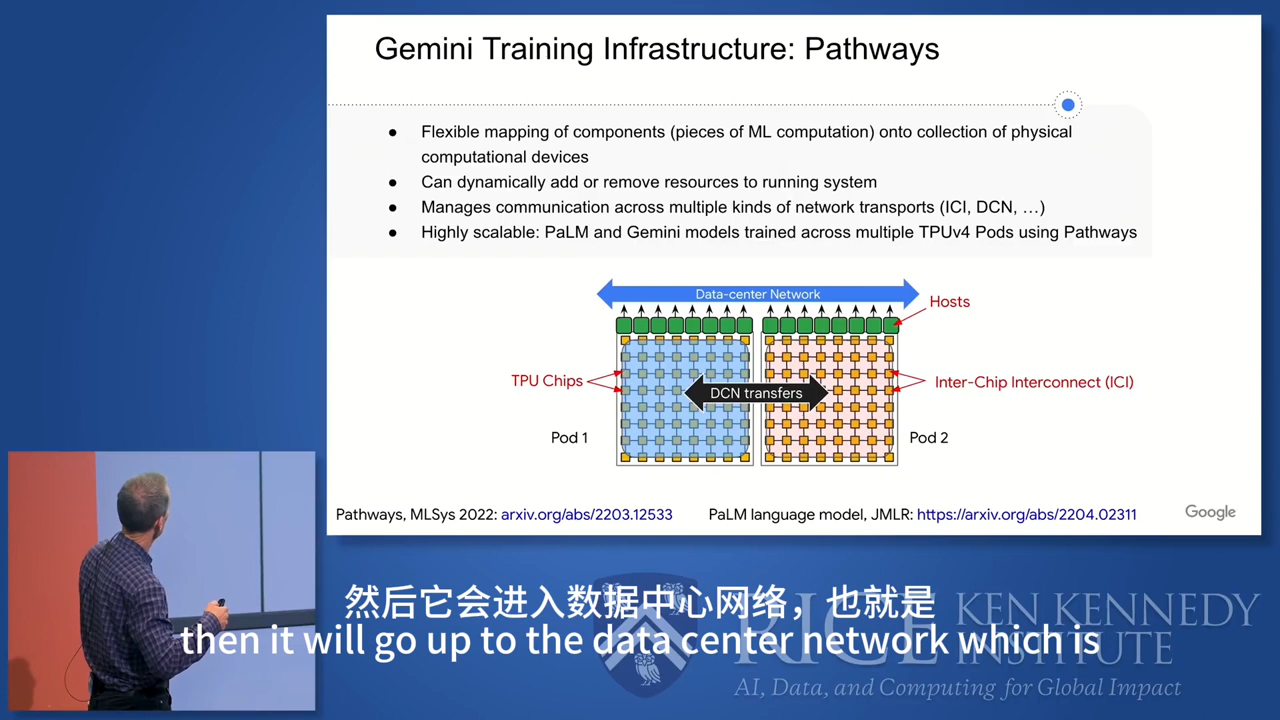 Gemini Training Infrastructure: Pathways
● Flexible mapping of components (pieces of ML computation) onto collection of physical
computational devices
● Can dynamically add or remove resources to running system
● Manages communication across multiple kinds of network transports (ICI, DCN, …)
● Highly scalable: PaLM and Gemini models trained across multiple TPUv4 Pods using Pathways
Data-center Network
Hosts
TPU Chips
DCN transfers
Inter-Chip Interconnect (ICI)
Pod 1
Pod 2
Pathways, MLSys 2022: arxiv.org/abs/2203.12533
PaLM language model, JMLR: https://arxiv.org/abs/2204.02311
Google
然后它会进入数据中心网络，也就是
then it will go up to the data center network which is
RICE
KEN KENNEDY
INSTITUTE
AI, Data, and Computing for Global Impact